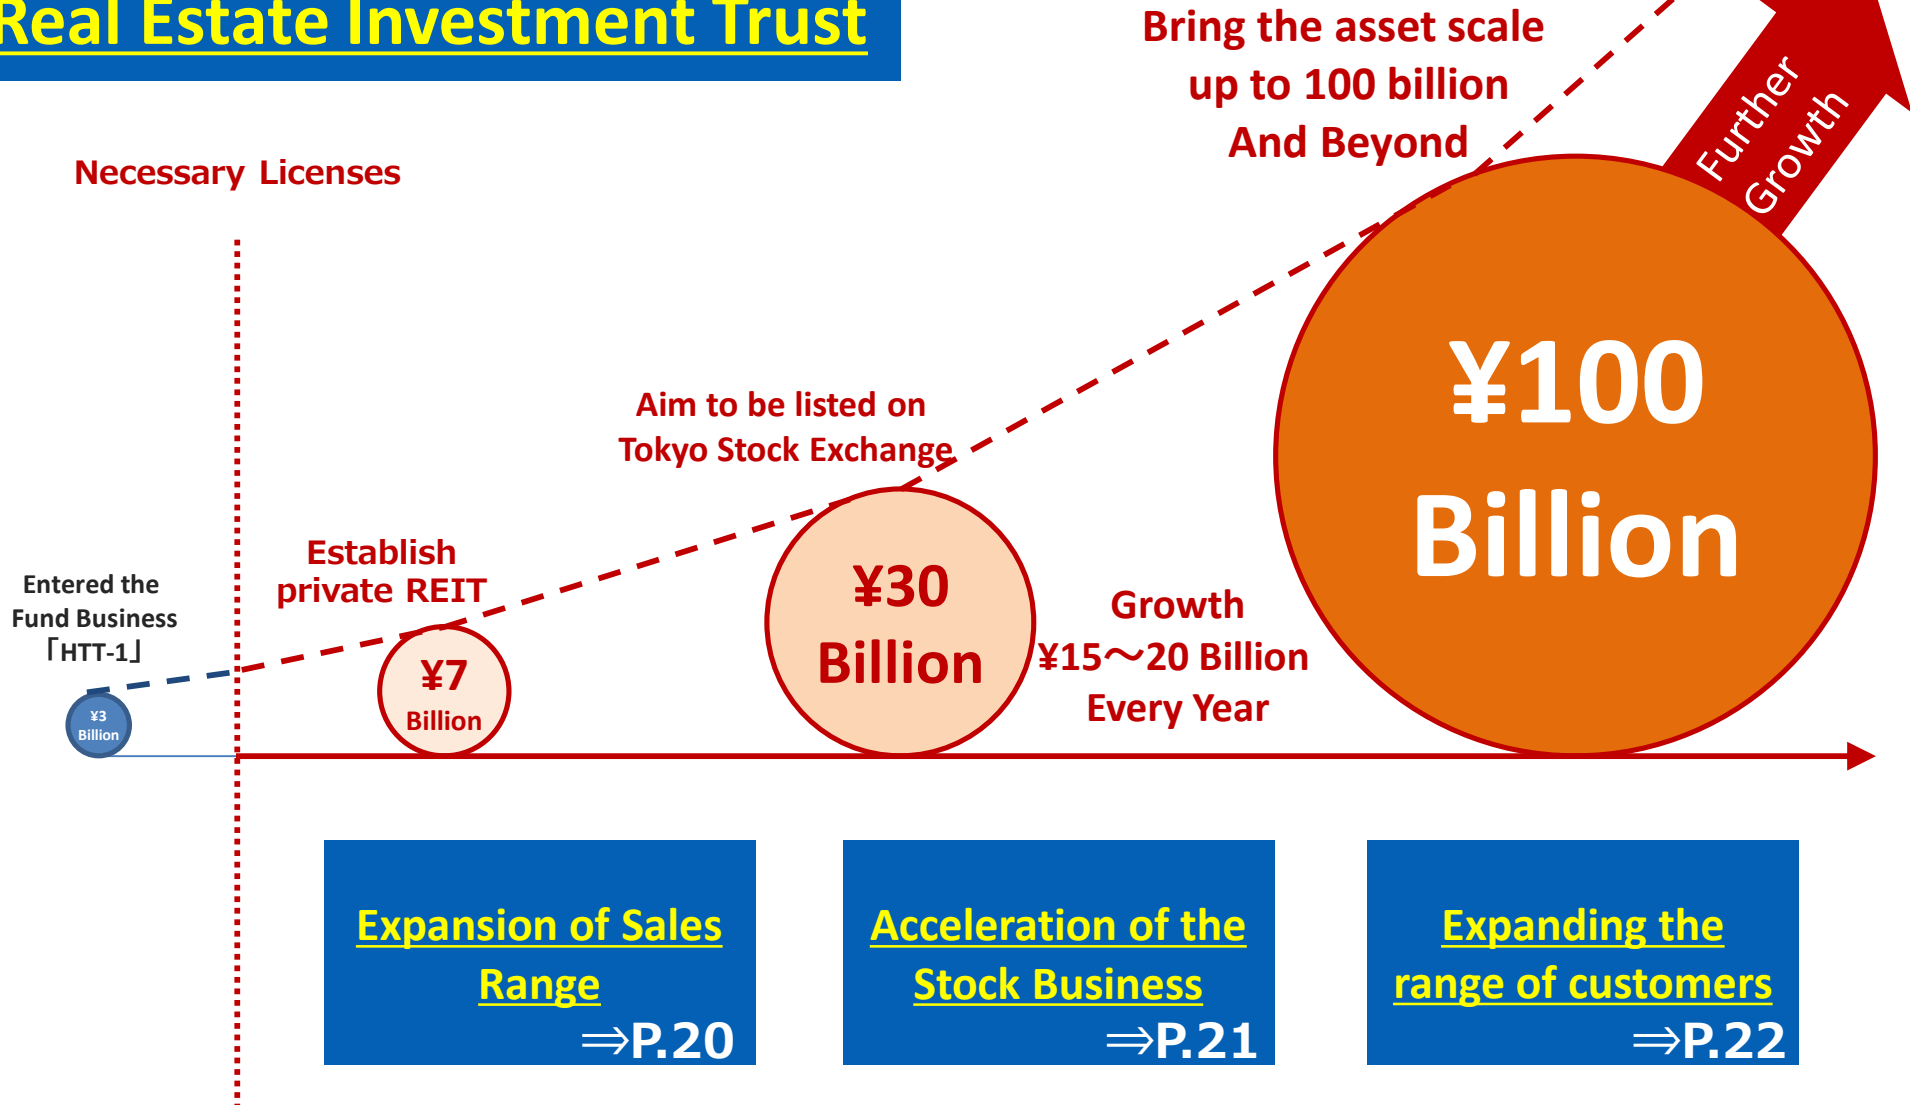 Real Estate Investment Trust
Bring the asset scale
up to 100 billion
And Beyond
Further
Growth
Necessary Licenses
¥100
Billion
Aim to be listed on
Tokyo Stock Exchange
Establish
private REIT
Entered the
Fund Business
「HTT-1」
¥3
Billion
¥7
Billion
¥30
Billion
Growth
¥15～20 Billion
Every Year
Expansion of Sales
Range
⇒P.20
Acceleration of the
Stock Business
⇒P.21
Expanding the
range of customers
⇒P.22